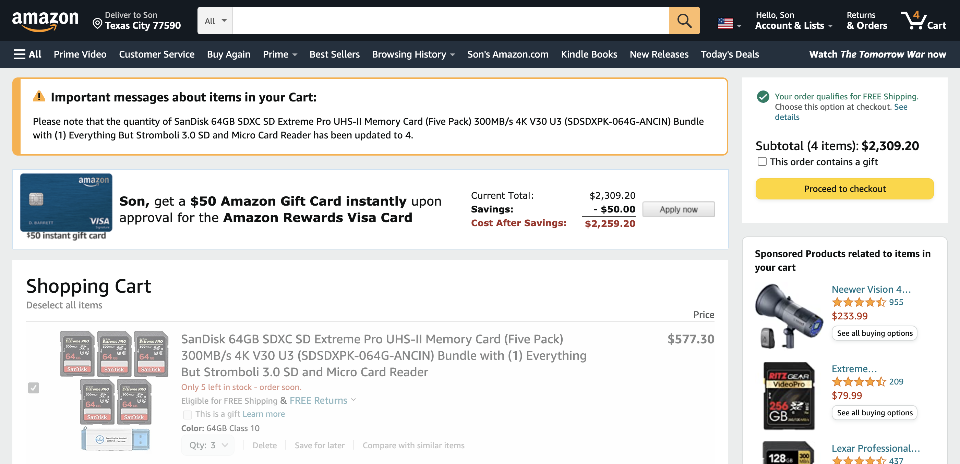 amazon
Deliver to Son
Texas City 77590
All
Hello, Son
Account & Lists
Returns
& Orders
4
Cart
All
Prime Video
Customer Service
Buy Again
Prime
Best Sellers
Browsing History
Son's Amazon.com
Kindle Books
New Releases
Today's Deals
Watch The Tomorrow War now
Important messages about items in your Cart:
Please note that the quantity of SanDisk 64GB SDXC SD Extreme Pro UHS-II Memory Card (Five Pack) 300MB/s 4K V30 U3 (SDSDXPK-064G-ANCIN) Bundle
with (1) Everything But Stromboli 3.0 SD and Micro Card Reader has been updated to 4.
Your order qualifies for FREE Shipping.
Choose this option at checkout. See
details
Subtotal (4 items): $2,309.20
This order contains a gift
Proceed to checkout
amazon
VISA
$50 instant gift card
Son, get a $50 Amazon Gift Card instantly upon
approval for the Amazon Rewards Visa Card
Current Total: $2,309.20
Savings: - $50.00
Cost After Savings: $2,259.20
Apply now
Shopping Cart
Deselect all items
Price
SanDisk 64GB SDXC SD Extreme Pro UHS-II Memory Card (Five Pack)
300MB/s 4K V30 U3 (SDSDXPK-064G-ANCIN) Bundle with (1) Everything
But Stromboli 3.0 SD and Micro Card Reader
$577.30
Only 5 left in stock - order soon.
Eligible for FREE Shipping & FREE Returns
This is a gift Learn more
Color: 64GB Class 10
Qty: 3
Delete
Save for later
Compare with similar items
Sponsored Products related to items in
your cart
Neewer Vision 4...
955
$233.99
See all buying options
RITZ GEAR
VideoPro
256
GB
Extreme...
209
$79.99
See all buying options
128GB
300
Lexar Professional...
437